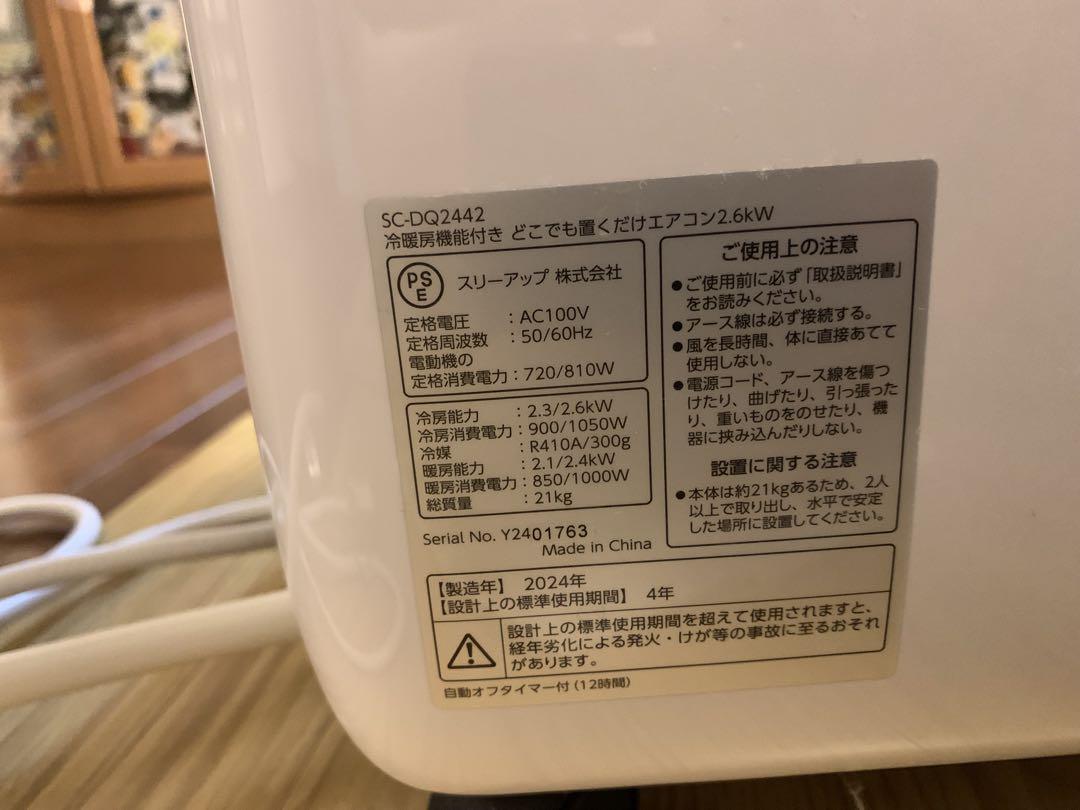 SC-DQ2442
冷暖房機能付き どこでも置くだけエアコン2.6kW
PS
E
スリーアップ 株式会社
定格電圧 : AC100V
定格周波数 : 50/60Hz
電動機の
定格消費電力 : 720/810W
冷房能力 : 2.3/2.6kW
冷房消費電力 : 900/1050W
冷媒 : R410A/300g
暖房能力 : 2.1/2.4kW
暖房消費電力 : 850/1000W
総質量 : 21kg
Serial No. Y2401763
Made in China
ご使用上の注意
●ご使用前に必ず「取扱説明書」
をお読みください。
●アース線は必ず接続する。
●風を長時間、体に直接あてて
使用しない。
●電源コード、アース線を傷つ
けたり、曲げたり、引っ張った
り、重いものをのせたり、機
器に挟み込んだりしない。
設置に関する注意
●本体は約21kgあるため、2人
以上で取り出し、水平で安定
した場所に設置してください。
【製造年】 2024年
【設計上の標準使用期間】 4年
設計上の標準使用期間を超えて使用されますと、
経年劣化による発火・けが等の事故に至るおそれ
があります。
自動オフタイマー付(12時間)